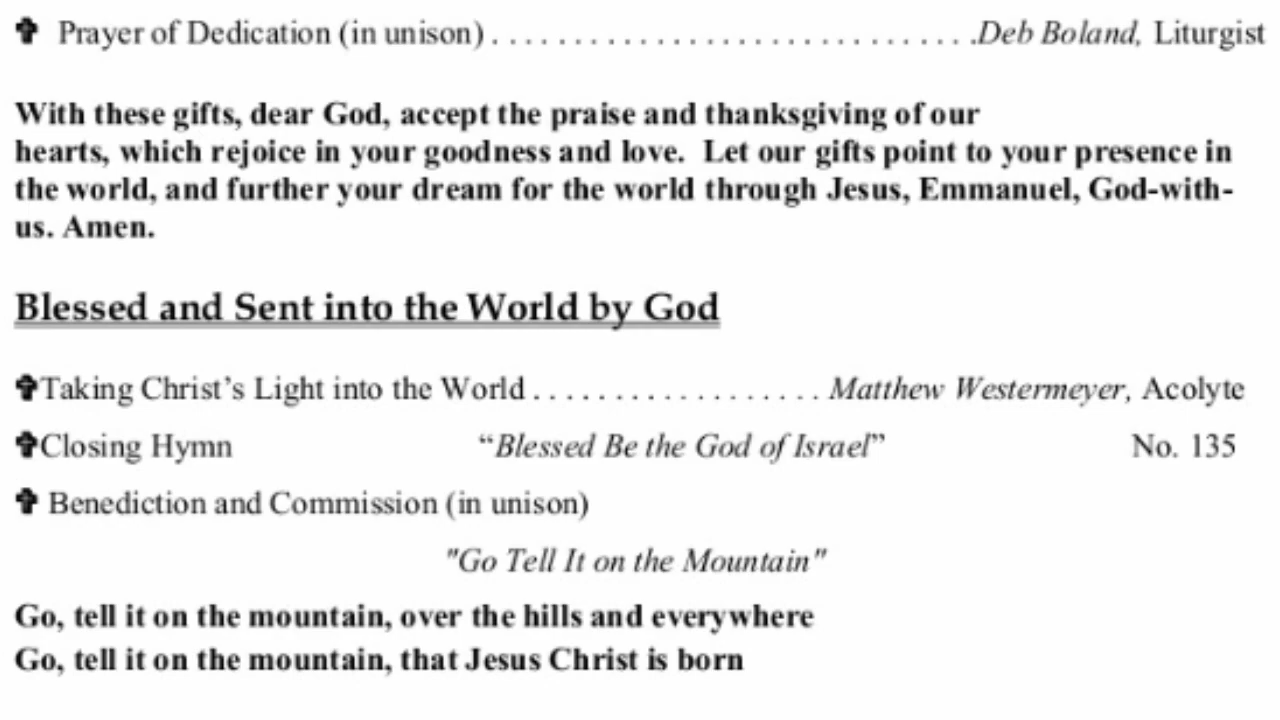 ✞ Prayer of Dedication (in unison) . . . . . . . . . . . . . . . . . . . . . . . . . . . . . . .Deb Boland, Liturgist
With these gifts, dear God, accept the praise and thanksgiving of our
hearts, which rejoice in your goodness and love. Let our gifts point to your presence in
the world, and further your dream for the world through Jesus, Emmanuel, God-with-
us. Amen.
Blessed and Sent into the World by God
✞Taking Christ’s Light into the World . . . . . . . . . . . . . . . . . . Matthew Westermeyer, Acolyte
✞Closing Hymn “Blessed Be the God of Israel” No. 135
✞ Benediction and Commission (in unison)
"Go Tell It on the Mountain"
Go, tell it on the mountain, over the hills and everywhere
Go, tell it on the mountain, that Jesus Christ is born